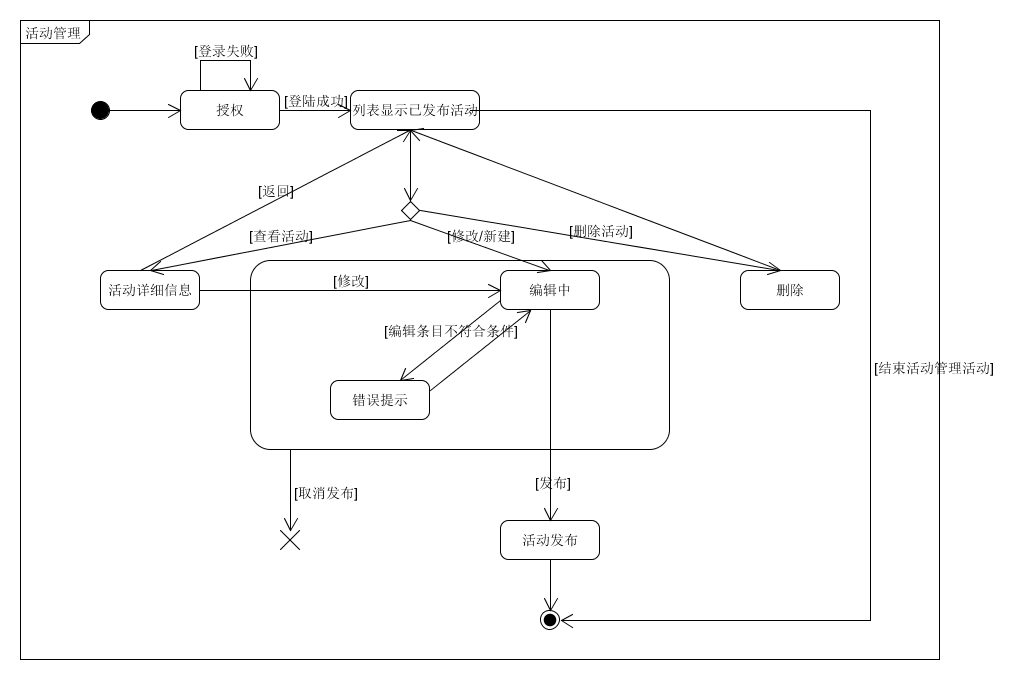 活动管理
[登录失败]
授权
[登陆成功]
列表显示已发布活动
[返回]
[查看活动]
[修改/新建]
[删除活动]
活动详细信息
[修改]
编辑中
删除
[编辑条目不符合条件]
[结束活动管理活动]
错误提示
[取消发布]
[发布]
活动发布